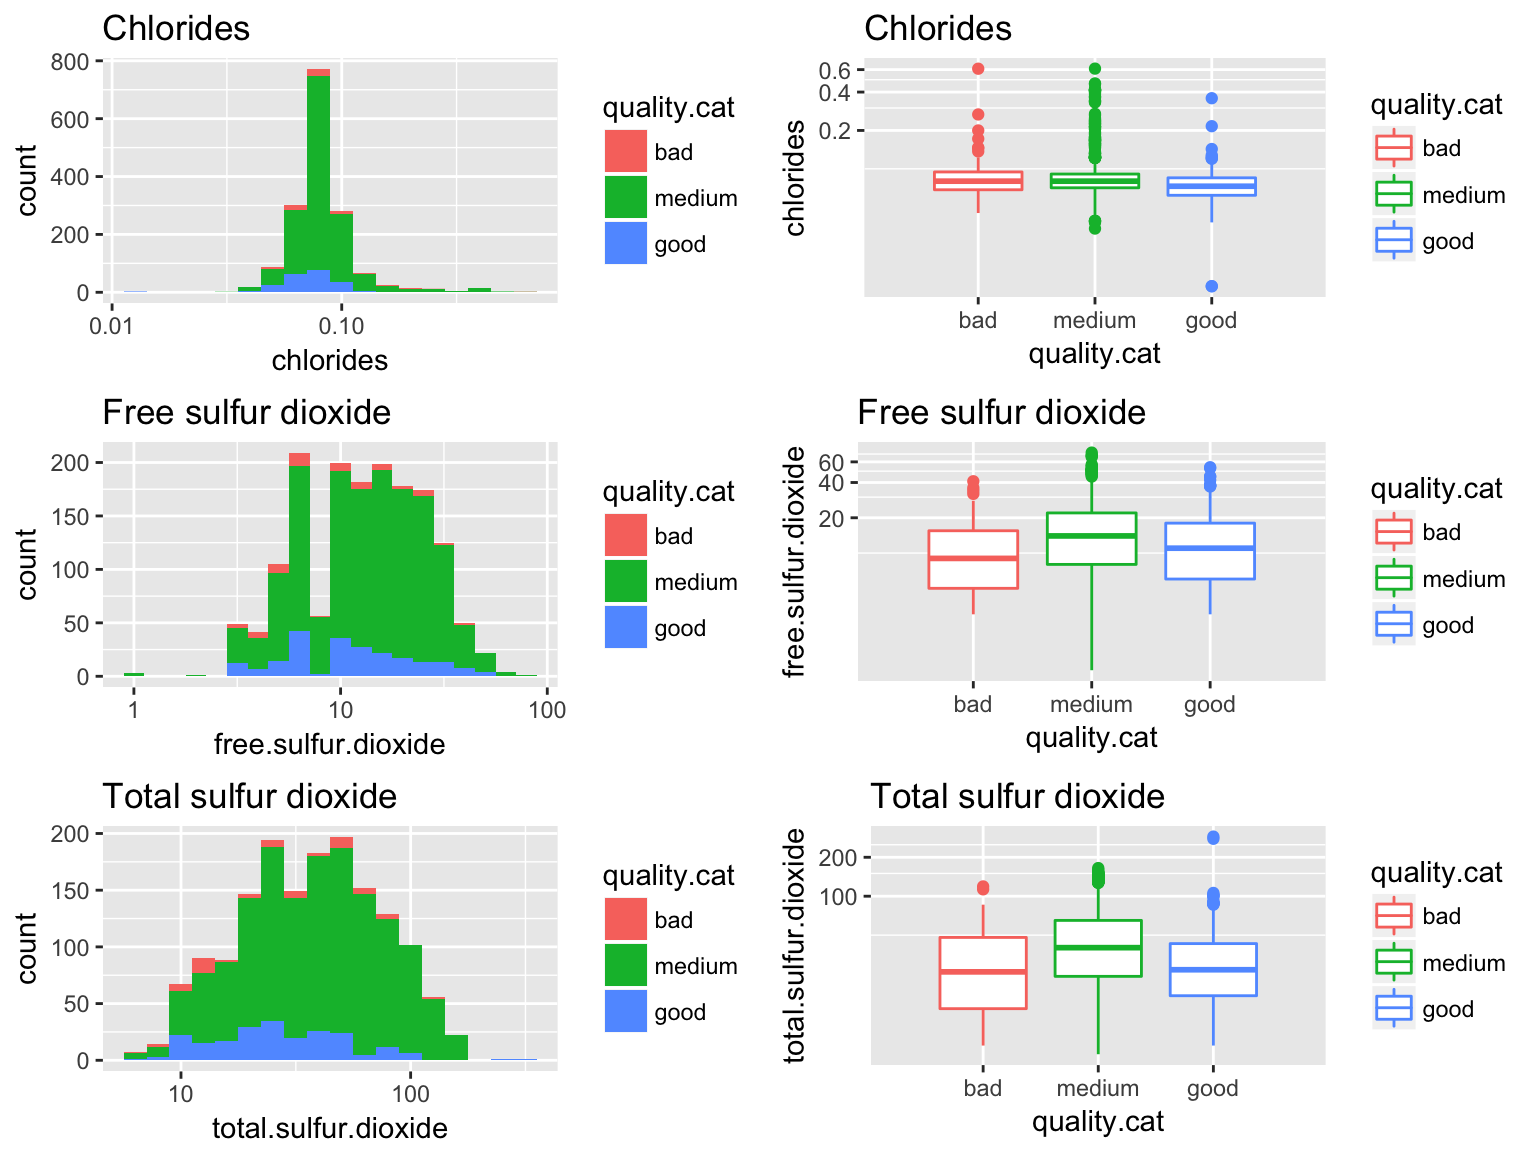 Chlorides
800
600
400
200
0
count
0.01 0.10
chlorides
quality.cat
bad
medium
good
Chlorides
0.6
0.4
0.2
chlorides
bad medium good
quality.cat
quality.cat
bad
medium
good
Free sulfur dioxide
200
150
100
50
0
count
1 10 100
free.sulfur.dioxide
quality.cat
bad
medium
good
Free sulfur dioxide
60
40
20
free.sulfur.dioxide
bad medium good
quality.cat
quality.cat
bad
medium
good
Total sulfur dioxide
200
150
100
50
0
count
10 100
total.sulfur.dioxide
quality.cat
bad
medium
good
Total sulfur dioxide
200
100
total.sulfur.dioxide
bad medium good
quality.cat
quality.cat
bad
medium
good